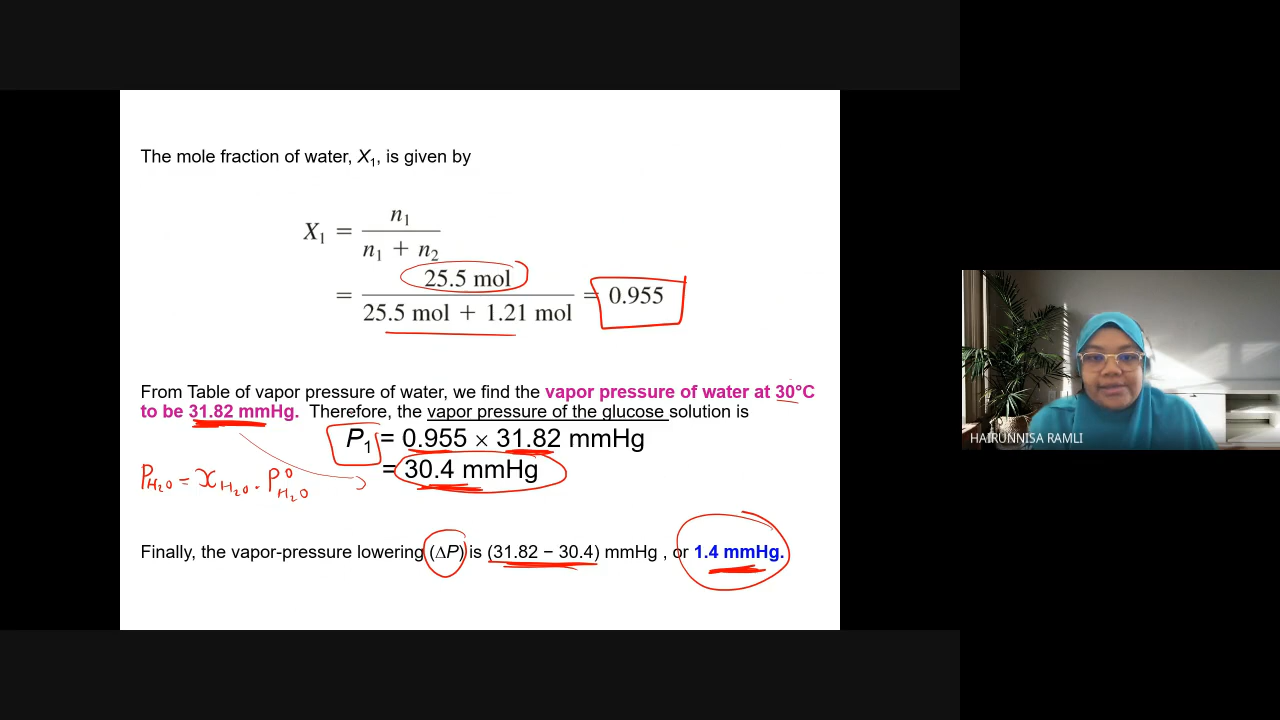 The mole fraction of water, X₁, is given by
X₁ = n₁ / (n₁ + n₂)
= 25.5 mol / (25.5 mol + 1.21 mol) = 0.955
From Table of vapor pressure of water, we find the vapor pressure of water at 30°C
to be 31.82 mmHg. Therefore, the vapor pressure of the glucose solution is
P₁ = 0.955 × 31.82 mmHg
= 30.4 mmHg
P_H₂O = x_H₂O . P°_H₂O
Finally, the vapor-pressure lowering (ΔP) is (31.82 − 30.4) mmHg , or 1.4 mmHg.
HAIRUNNISA RAMLI